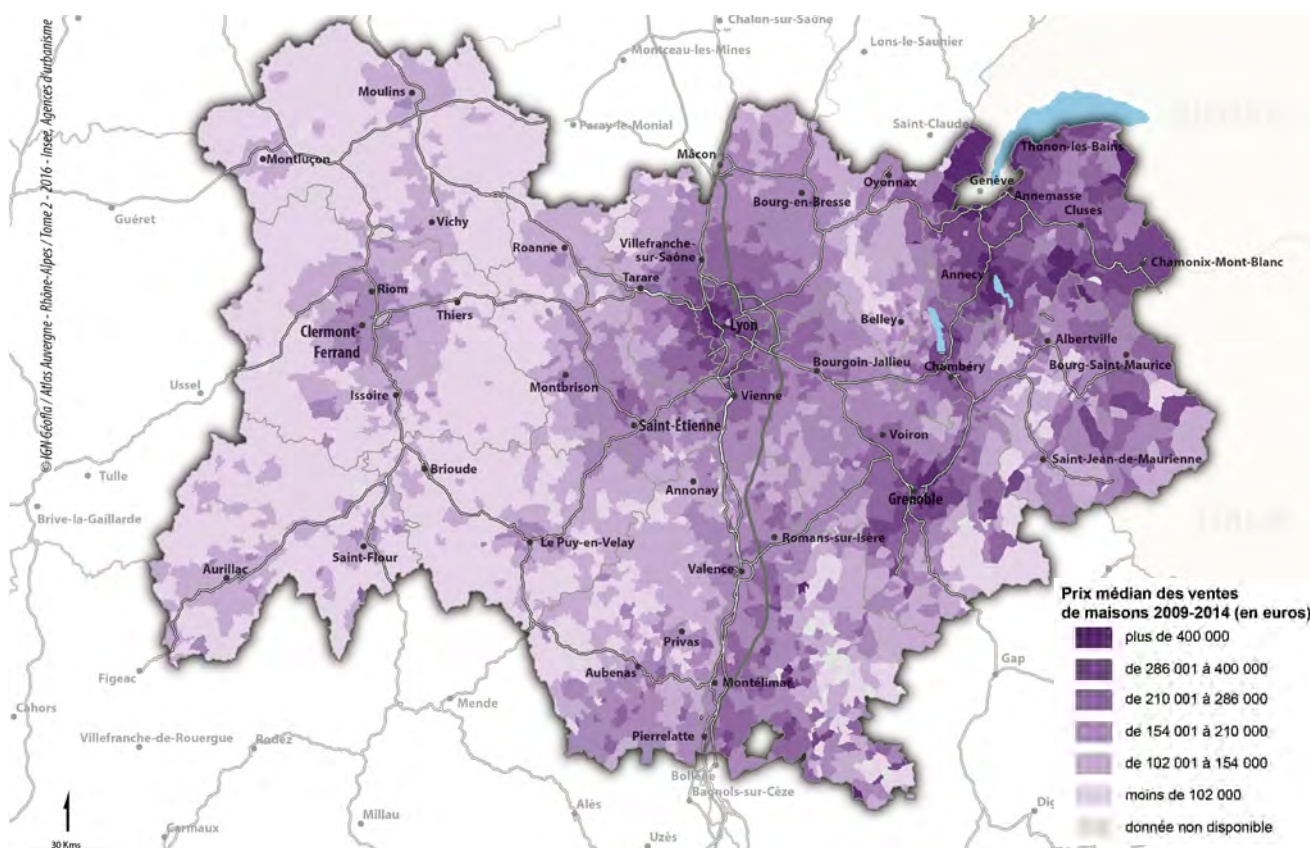 © IGN Géofla / Atlas Auvergne - Rhône-Alpes / Tome 2 - 2016 - Insee, Agences d'urbanisme
Chalon-sur-Saône
Montceau-les-Mines
Lons-le-Saunier
Moulins
Paray-le-Monial
Saint-Claude
Thonon-les-Bains
Montluçon
Mâcon
Oyonnax
Genève
Annemasse
Guéret
Bourg-en-Bresse
Cluses
Vichy
Roanne
Villefranche-
sur-Saône
Chamonix-Mont-Blanc
Tarare
Annecy
Riom
Thiers
Clermont-
Ferrand
Lyon
Belley
Albertville
Ussel
Bourgoin-Jallieu
Chambéry
Bourg-Saint-Maurice
Montbrison
Issoire
Vienne
Saint-Étienne
Voiron
Brioude
Saint-Jean-de-Maurienne
Tulle
Annonay
Grenoble
Brive-la-Gaillarde
Le Puy-en-Velay
Romans-sur-Isère
Saint-Flour
Aurillac
Valence
Privas
Figeac
Aubenas
Montélimar
Gap
Mende
Cahors
Pierrelatte
Villefranche-de-Rouergue
Rodez
Bollène
Bagnols-sur-Cèze
Millau
Alès
Carmaux
Uzès
Dig
30 Kms
Prix médian des ventes
de maisons 2009-2014 (en euros)
plus de 400 000
de 286 001 à 400 000
de 210 001 à 286 000
de 154 001 à 210 000
de 102 001 à 154 000
moins de 102 000
donnée non disponible